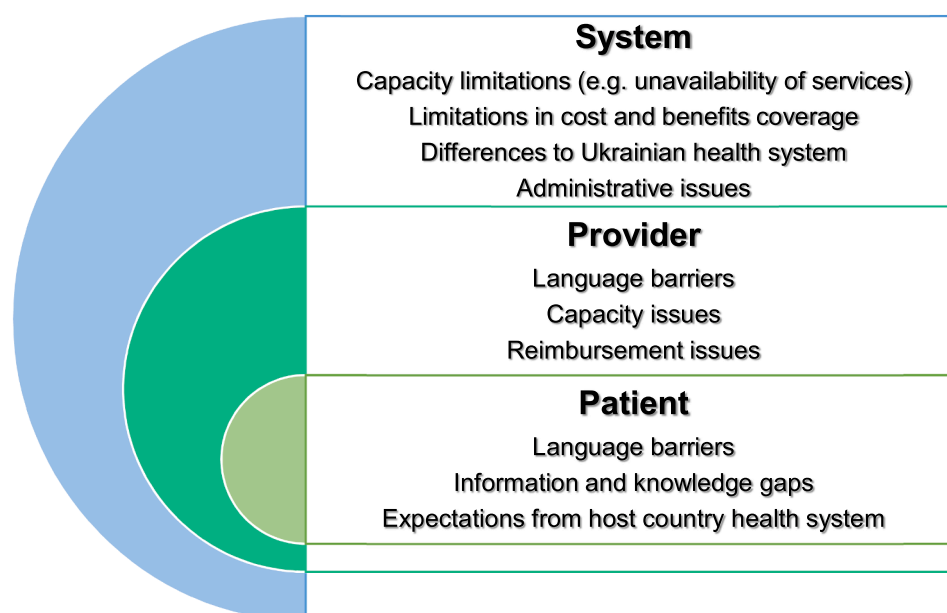 System
Capacity limitations (e.g. unavailability of services)
Limitations in cost and benefits coverage
Differences to Ukrainian health system
Administrative issues
Provider
Language barriers
Capacity issues
Reimbursement issues
Patient
Language barriers
Information and knowledge gaps
Expectations from host country health system